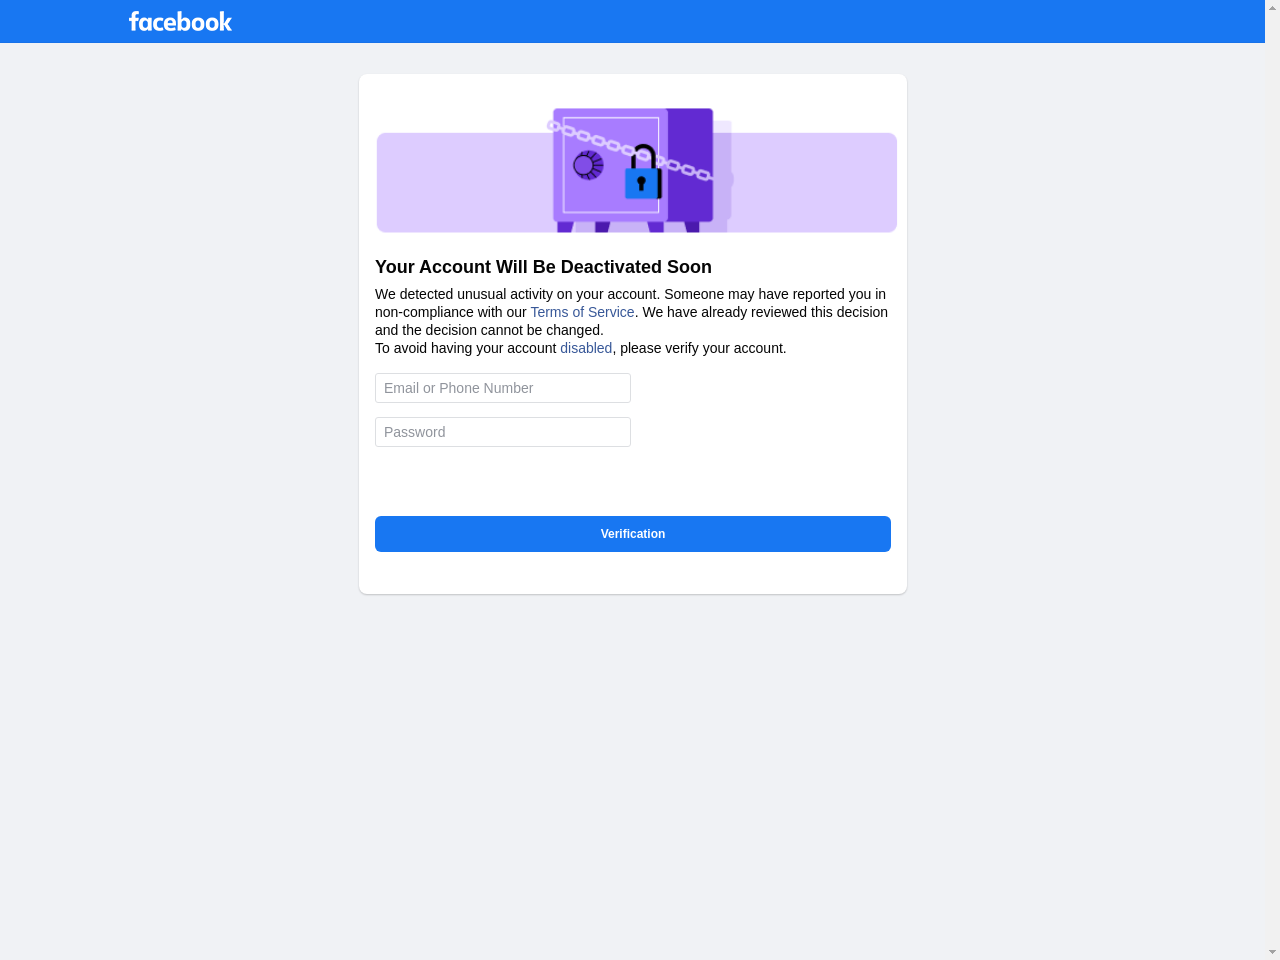 facebook
Your Account Will Be Deactivated Soon
We detected unusual activity on your account. Someone may have reported you in
non-compliance with our Terms of Service. We have already reviewed this decision
and the decision cannot be changed.
To avoid having your account disabled, please verify your account.
Email or Phone Number
Password
Verification